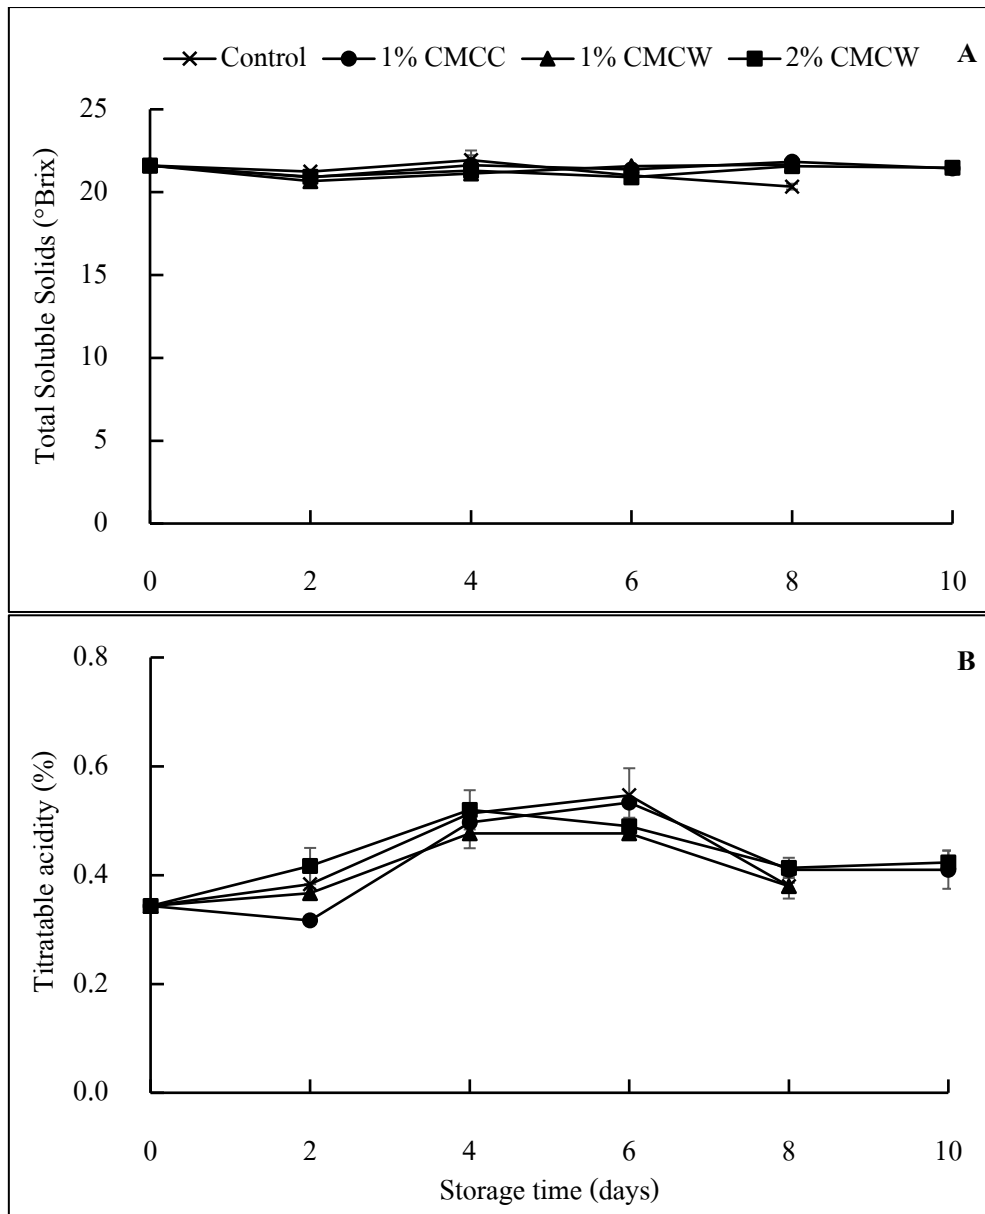 Control 1% CMCC 1% CMCW 2% CMCW A
25
20
15
10
5
0
Total Soluble Solids (°Brix)
0 2 4 6 8 10
B
0.8
0.6
0.4
0.2
0.0
Titratable acidity (%)
0 2 4 6 8 10
Storage time (days)